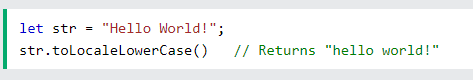 let str = "Hello World!";
str.toLocaleLowerCase()   // Returns "hello world!"